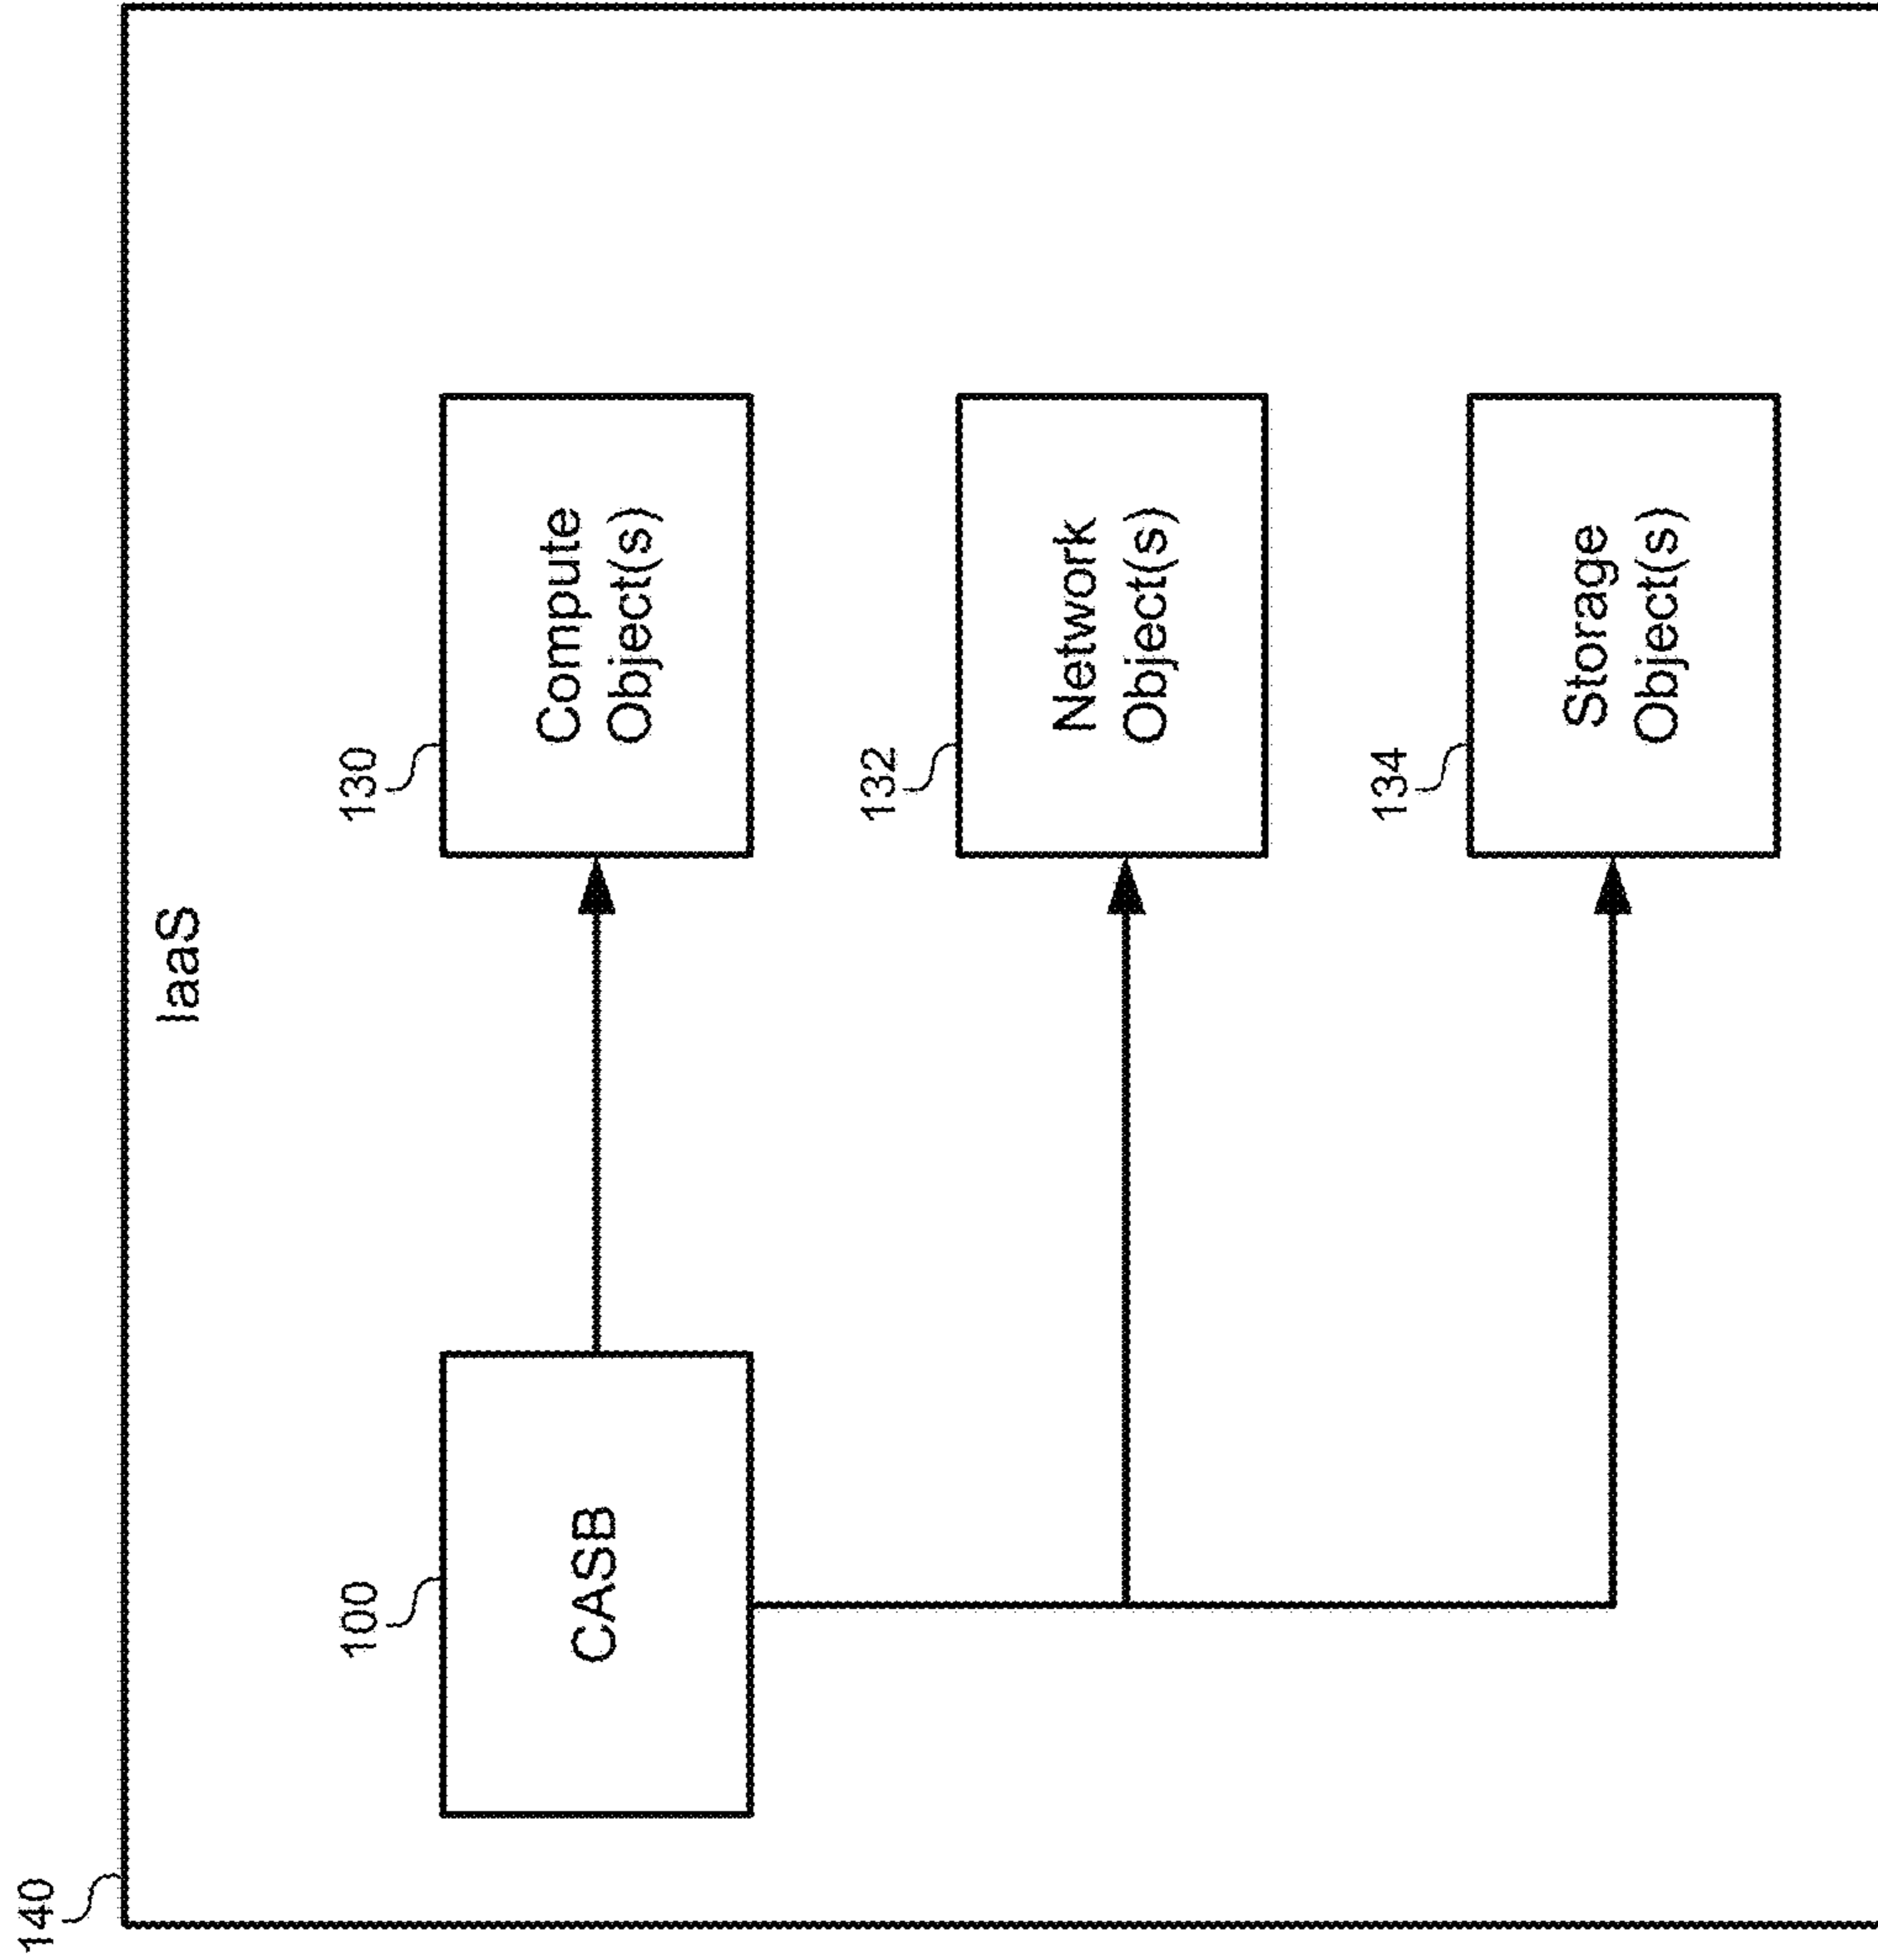 140
IaaS
100
CASB
130
Compute
Object(s)
132
Network
Object(s)
134
Storage
Object(s)